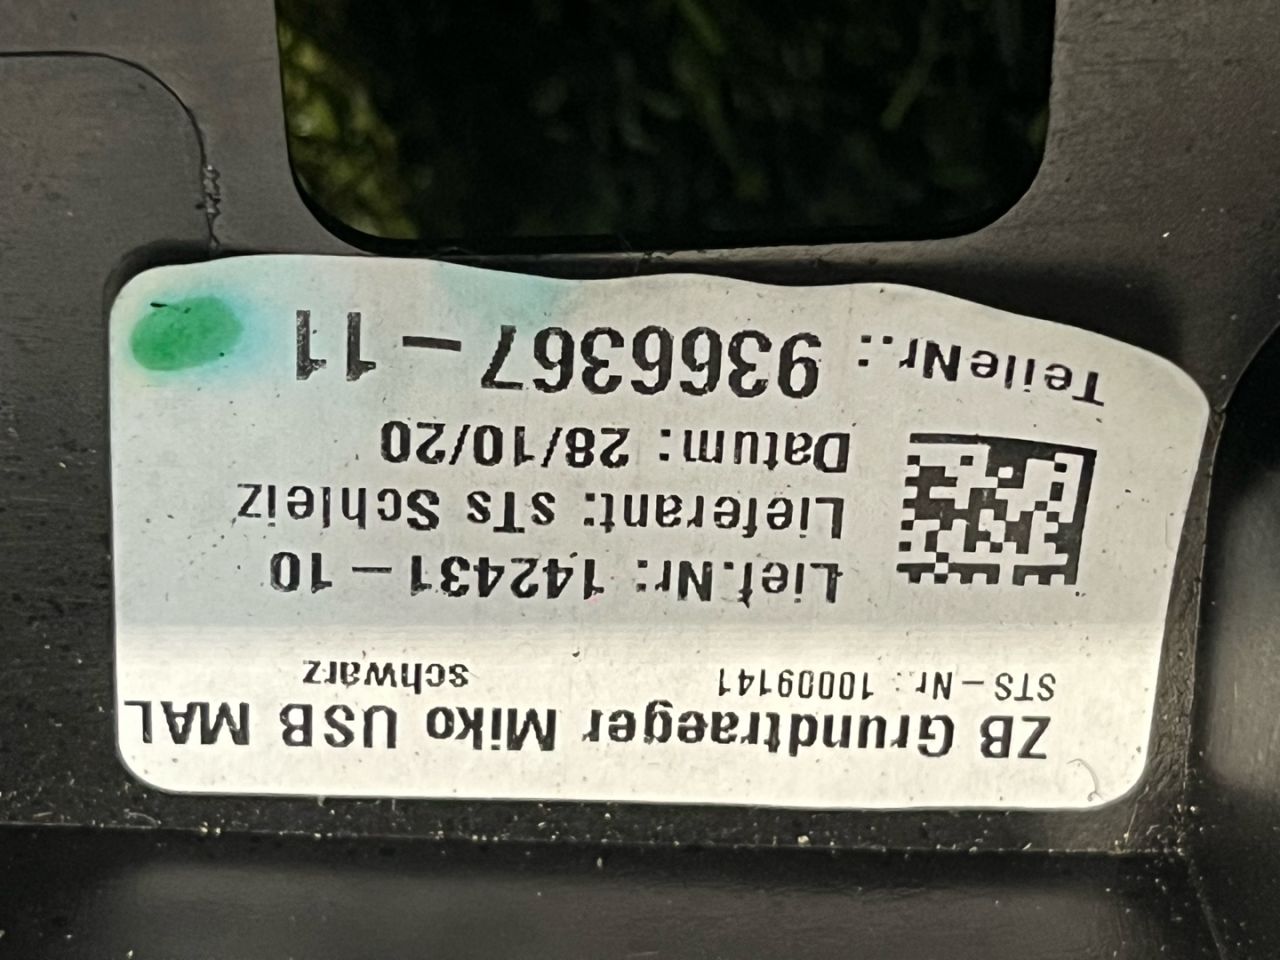 ZB Grundtraeger Miko USB MAL
STS-Nr.: 10009141 schwarz
Lief.Nr: 142431-10
Lieferant: sTs Schleiz
Datum: 28/10/20
TeileNr.: 9366367-11